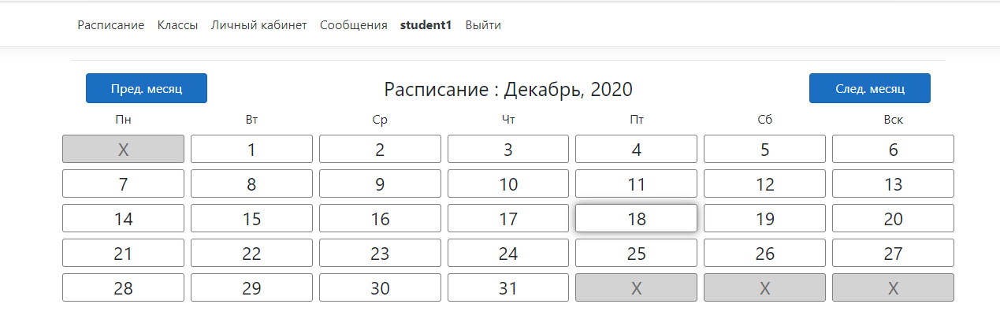 Расписание Классы Личный кабинет Сообщения student1 Выйти
Пред. месяц Расписание : Декабрь, 2020 След. месяц
Пн Вт Ср Чт Пт Сб Вск
X 1 2 3 4 5 6
7 8 9 10 11 12 13
14 15 16 17 18 19 20
21 22 23 24 25 26 27
28 29 30 31 X X X